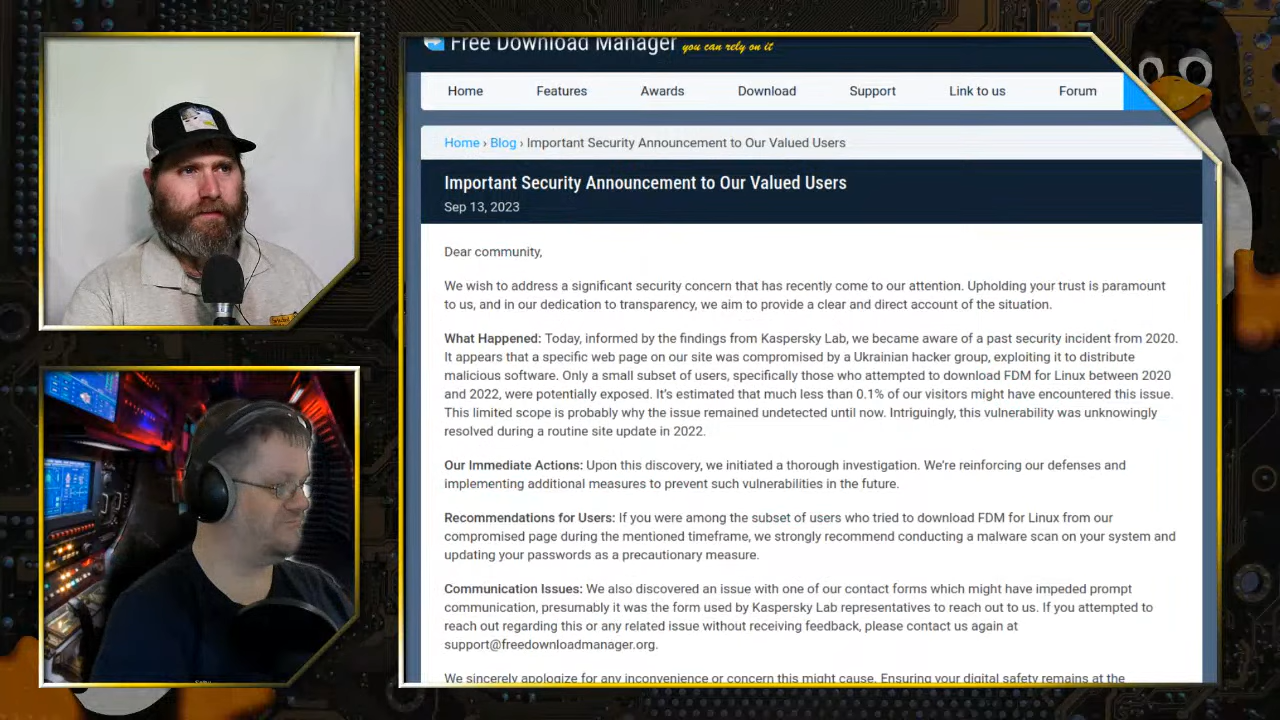 Free Download Manager you can rely on it
Home Features Awards Download Support Link to us Forum
Home › Blog › Important Security Announcement to Our Valued Users
Important Security Announcement to Our Valued Users
Sep 13, 2023
Dear community,
We wish to address a significant security concern that has recently come to our attention. Upholding your trust is paramount
to us, and in our dedication to transparency, we aim to provide a clear and direct account of the situation.
What Happened: Today, informed by the findings from Kaspersky Lab, we became aware of a past security incident from 2020.
It appears that a specific web page on our site was compromised by a Ukrainian hacker group, exploiting it to distribute
malicious software. Only a small subset of users, specifically those who attempted to download FDM for Linux between 2020
and 2022, were potentially exposed. It's estimated that much less than 0.1% of our visitors might have encountered this issue.
This limited scope is probably why the issue remained undetected until now. Intriguingly, this vulnerability was unknowingly
resolved during a routine site update in 2022.
Our Immediate Actions: Upon this discovery, we initiated a thorough investigation. We're reinforcing our defenses and
implementing additional measures to prevent such vulnerabilities in the future.
Recommendations for Users: If you were among the subset of users who tried to download FDM for Linux from our
compromised page during the mentioned timeframe, we strongly recommend conducting a malware scan on your system and
updating your passwords as a precautionary measure.
Communication Issues: We also discovered an issue with one of our contact forms which might have impeded prompt
communication, presumably it was the form used by Kaspersky Lab representatives to reach out to us. If you attempted to
reach out regarding this or any related issue without receiving feedback, please contact us again at
support@freedownloadmanager.org.
We sincerely apologize for any inconvenience or concern this might cause. Ensuring your digital safety remains at the